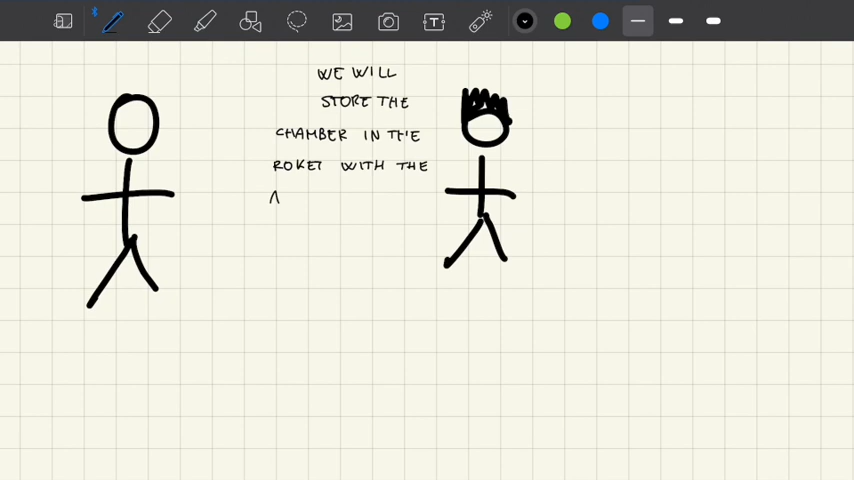 WE WILL
STORE THE
CHAMBER IN THE
ROKET WITH THE